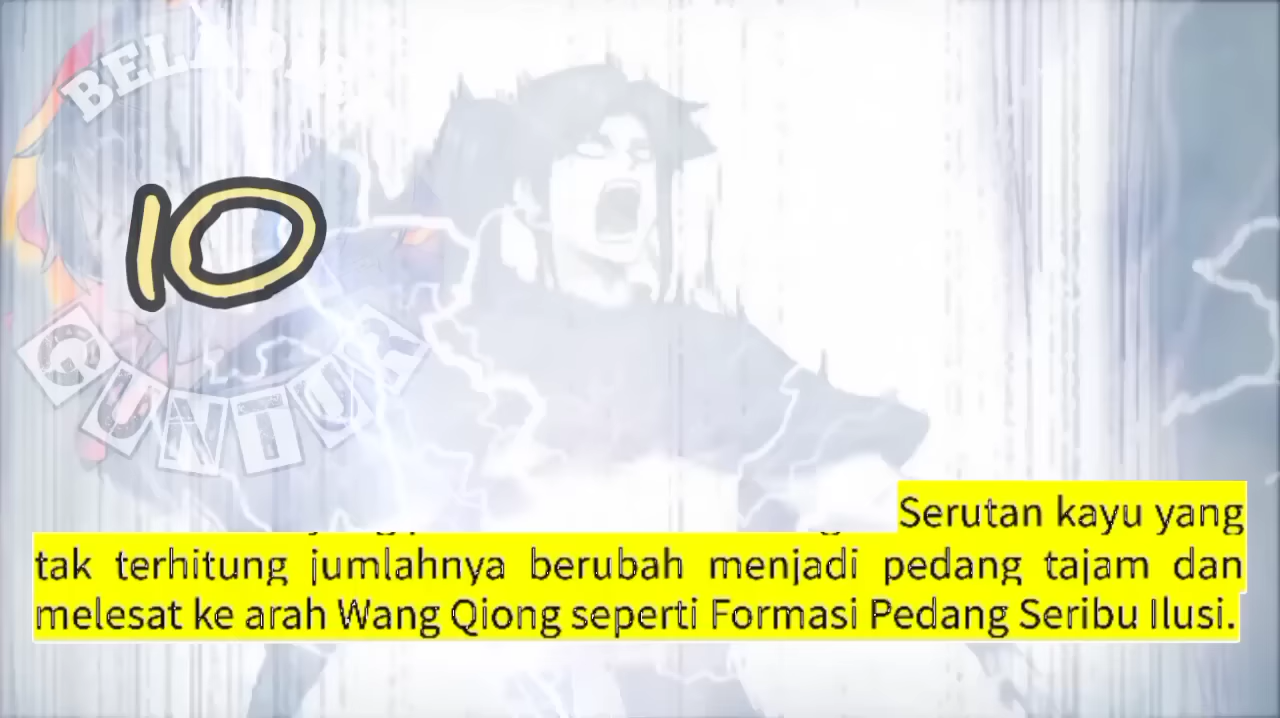 10
GUNTUR
Serutan kayu yang
tak terhitung jumlahnya berubah menjadi pedang tajam dan
melesat ke arah Wang Qiong seperti Formasi Pedang Seribu Ilusi.